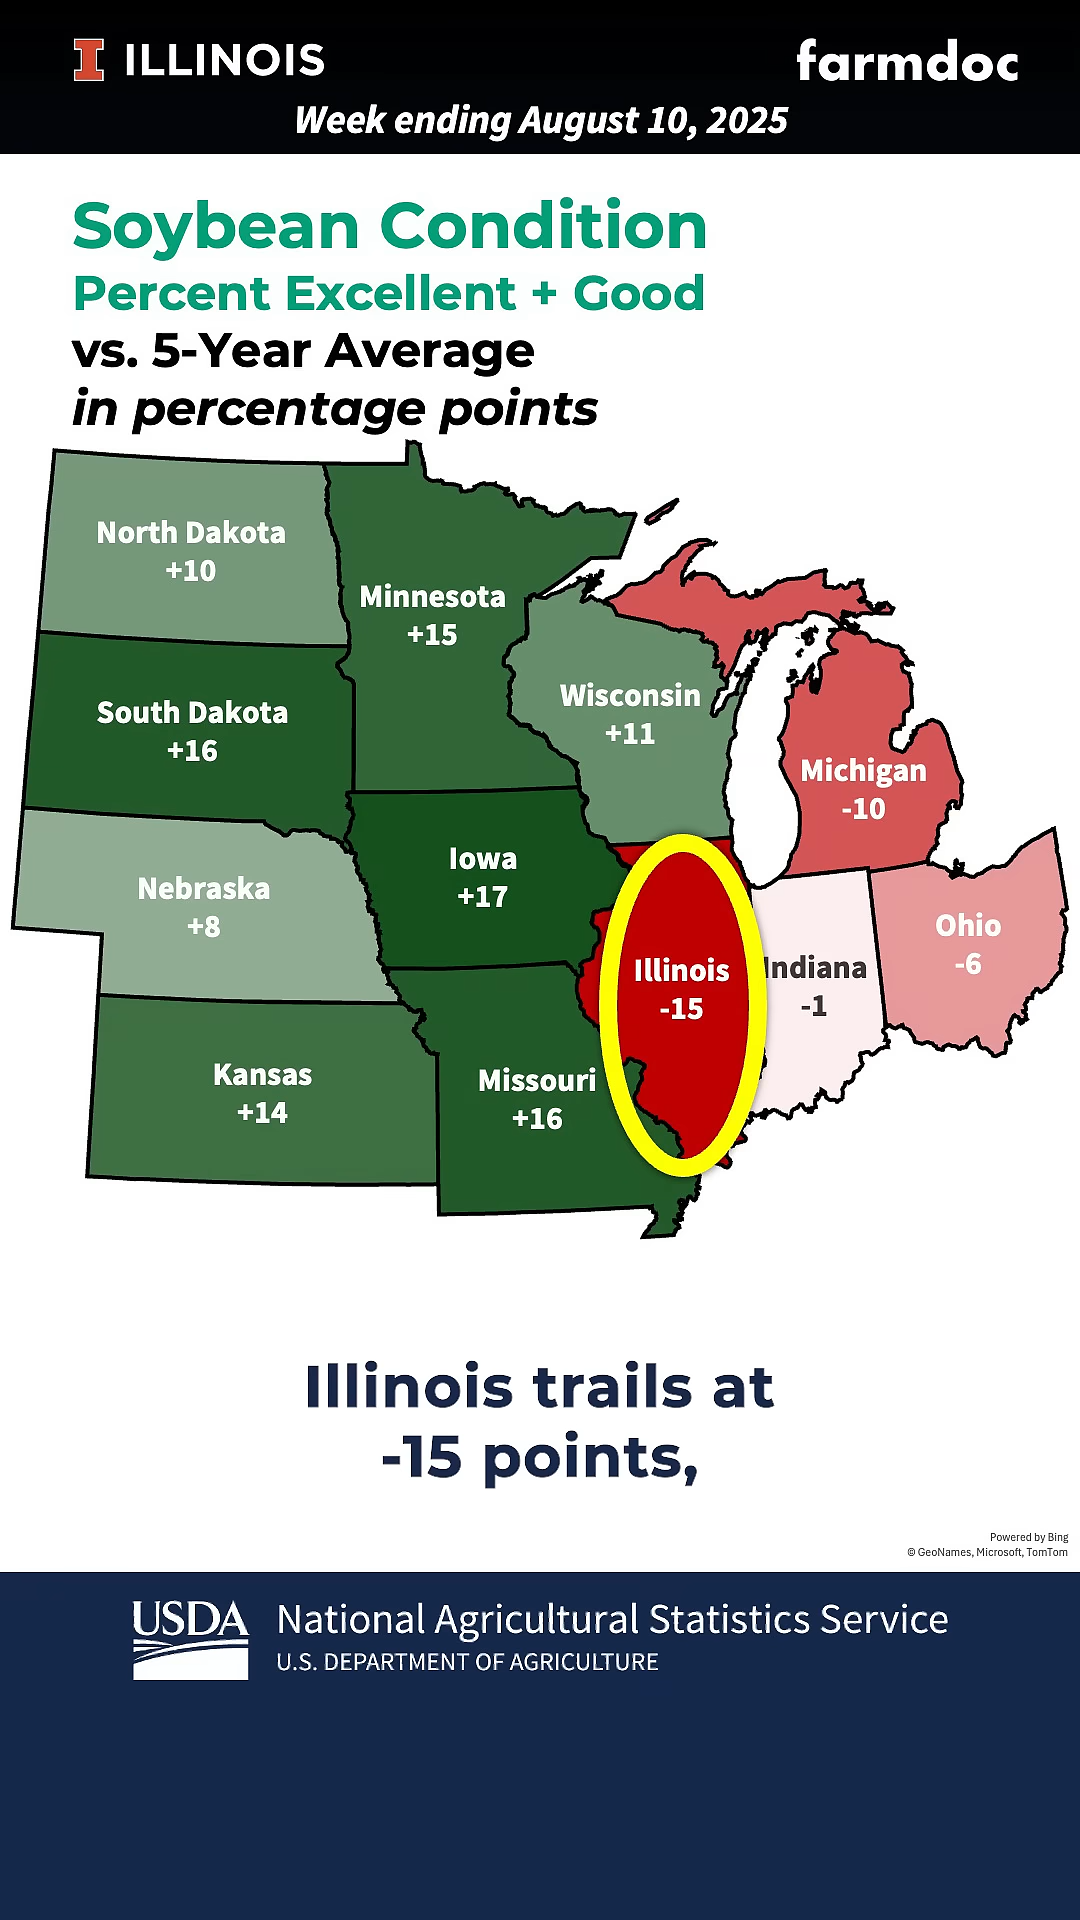 ILLINOIS
farmdoc
Week ending August 10, 2025
Soybean Condition
Percent Excellent + Good
vs. 5-Year Average
in percentage points
North Dakota
+10
Minnesota
+15
South Dakota
+16
Wisconsin
+11
Michigan
-10
Nebraska
+8
Iowa
+17
Illinois
-15
Indiana
-1
Ohio
-6
Kansas
+14
Missouri
+16
Illinois trails at
-15 points,
Powered by Bing
© GeoNames, Microsoft, TomTom
USDA
National Agricultural Statistics Service
U.S. DEPARTMENT OF AGRICULTURE